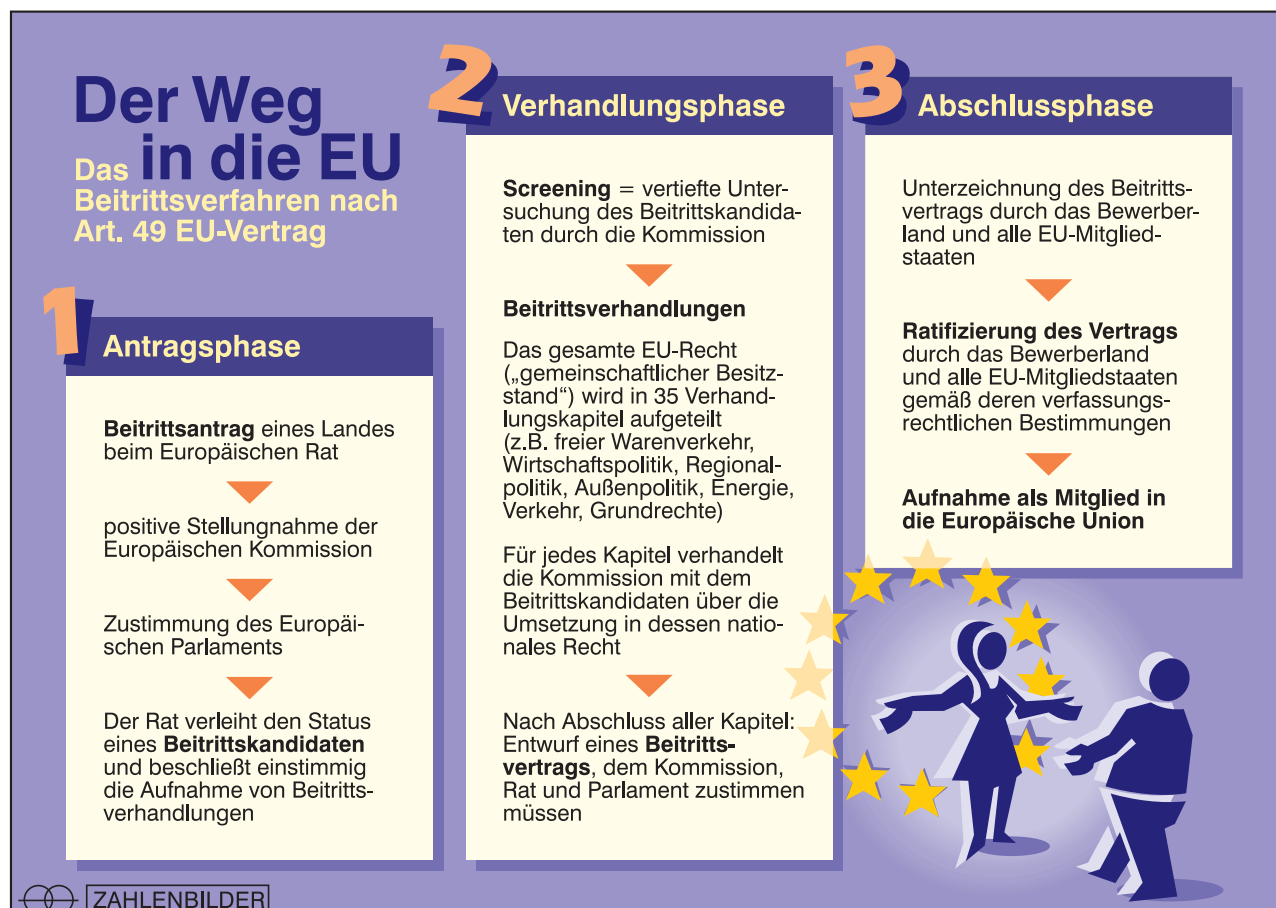 Der Weg
in die EU
Das
Beitrittsverfahren nach
Art. 49 EU-Vertrag
1
Antragsphase
Beitrittsantrag eines Landes
beim Europäischen Rat
positive Stellungnahme der
Europäischen Kommission
Zustimmung des Europäi-
schen Parlaments
Der Rat verleiht den Status
eines Beitrittskandidaten
und beschließt einstimmig
die Aufnahme von Beitritts-
verhandlungen
2
Verhandlungsphase
Screening = vertiefte Unter-
suchung des Beitrittskandida-
ten durch die Kommission
Beitrittsverhandlungen
Das gesamte EU-Recht
(„gemeinschaftlicher Besitz-
stand“) wird in 35 Verhand-
lungskapitel aufgeteilt
(z.B. freier Warenverkehr,
Wirtschaftspolitik, Regional-
politik, Außenpolitik, Energie,
Verkehr, Grundrechte)
Für jedes Kapitel verhandelt
die Kommission mit dem
Beitrittskandidaten über die
Umsetzung in dessen natio-
nales Recht
Nach Abschluss aller Kapitel:
Entwurf eines Beitritts-
vertrags, dem Kommission,
Rat und Parlament zustimmen
müssen
3
Abschlussphase
Unterzeichnung des Beitritts-
vertrags durch das Bewerber-
land und alle EU-Mitglied-
staaten
Ratifizierung des Vertrags
durch das Bewerberland
und alle EU-Mitgliedstaaten
gemäß deren verfassungs-
rechtlichen Bestimmungen
Aufnahme als Mitglied in
die Europäische Union
ZAHLENBILDER